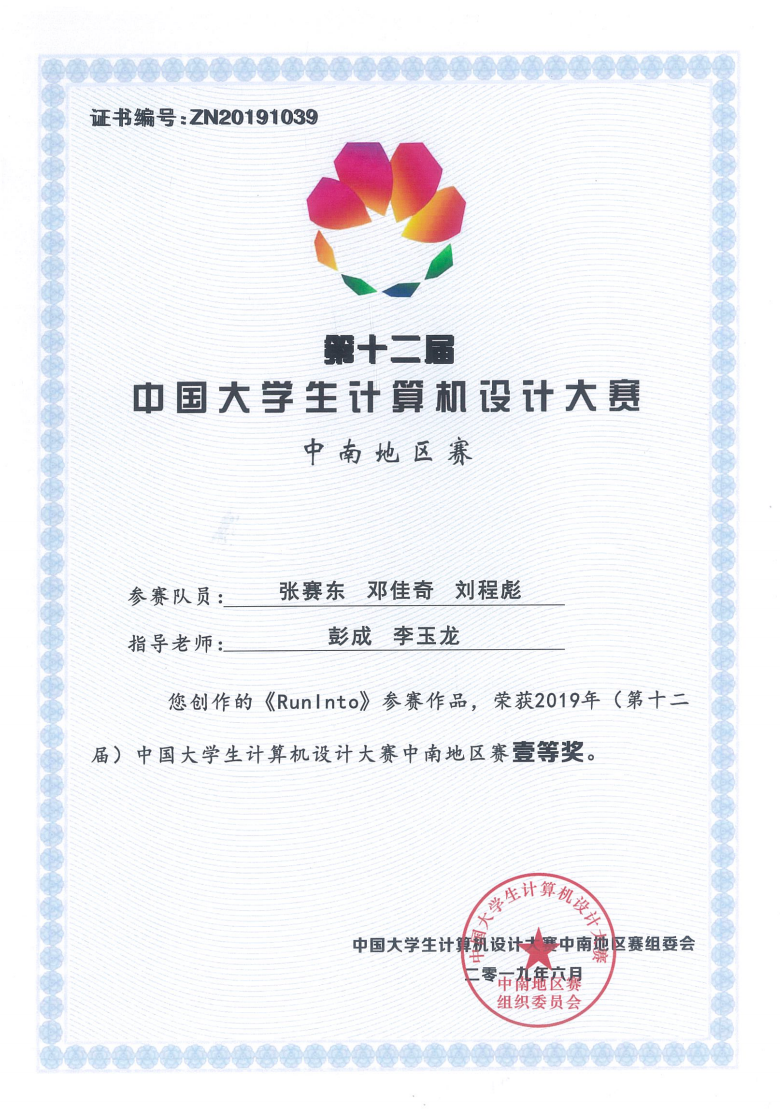 证书编号:ZN20191039
第十二届
中国大学生计算机设计大赛
中南地区赛
参赛队员: 张赛东 邓佳奇 刘程彪
指导老师: 彭成 李玉龙
您创作的《RunInto》参赛作品，荣获2019年（第十二
届）中国大学生计算机设计大赛中南地区赛壹等奖。
中国大学生计算机设计大赛中南地区赛组委会
二零一九年六月
中国大学生计算机设计大赛
中南地区赛
组织委员会